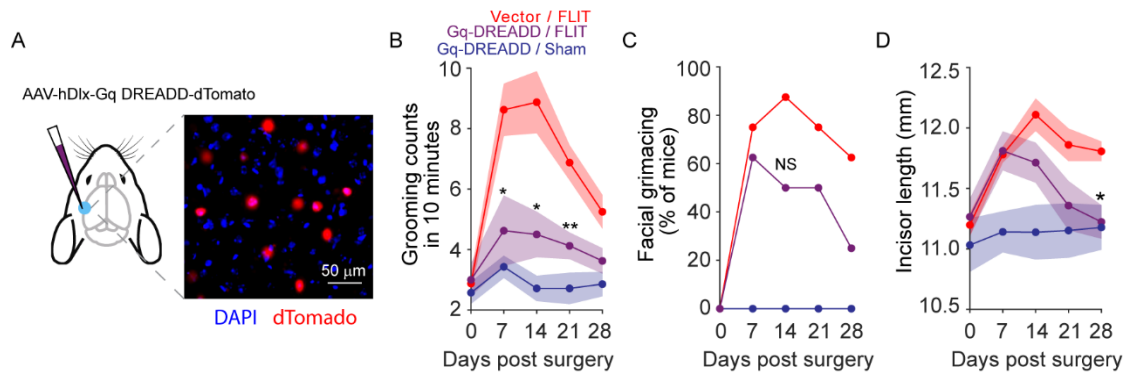 A
AAV-hDlx-Gq DREADD-dTomato
50 μm
DAPI dTomado
Vector / FLIT
Gq-DREADD / FLIT
Gq-DREADD / Sham
B
Grooming counts
in 10 minutes
10
8
6
4
2
*
*
**
0 7 14 21 28
Days post surgery
C
Facial grimacing
(% of mice)
100
80
60
40
20
0
NS
0 7 14 21 28
Days post surgery
D
Incisor length (mm)
12.5
12.0
11.5
11.0
10.5
*
0 7 14 21 28
Days post surgery